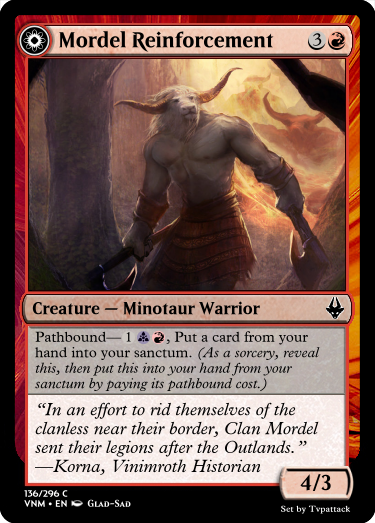 Mordel Reinforcement 3
Creature — Minotaur Warrior
Pathbound— 1 , Put a card from your
hand into your sanctum. (As a sorcery, reveal
this, then put this into your hand from your
sanctum by paying its pathbound cost.)
“In an effort to rid themselves of the
clanless near their border, Clan Mordel
sent their legions after the Outlands.”
—Korna, Vinimroth Historian
4/3
136/296 C
VNM • EN Glad-Sad
Set by Tvpattack